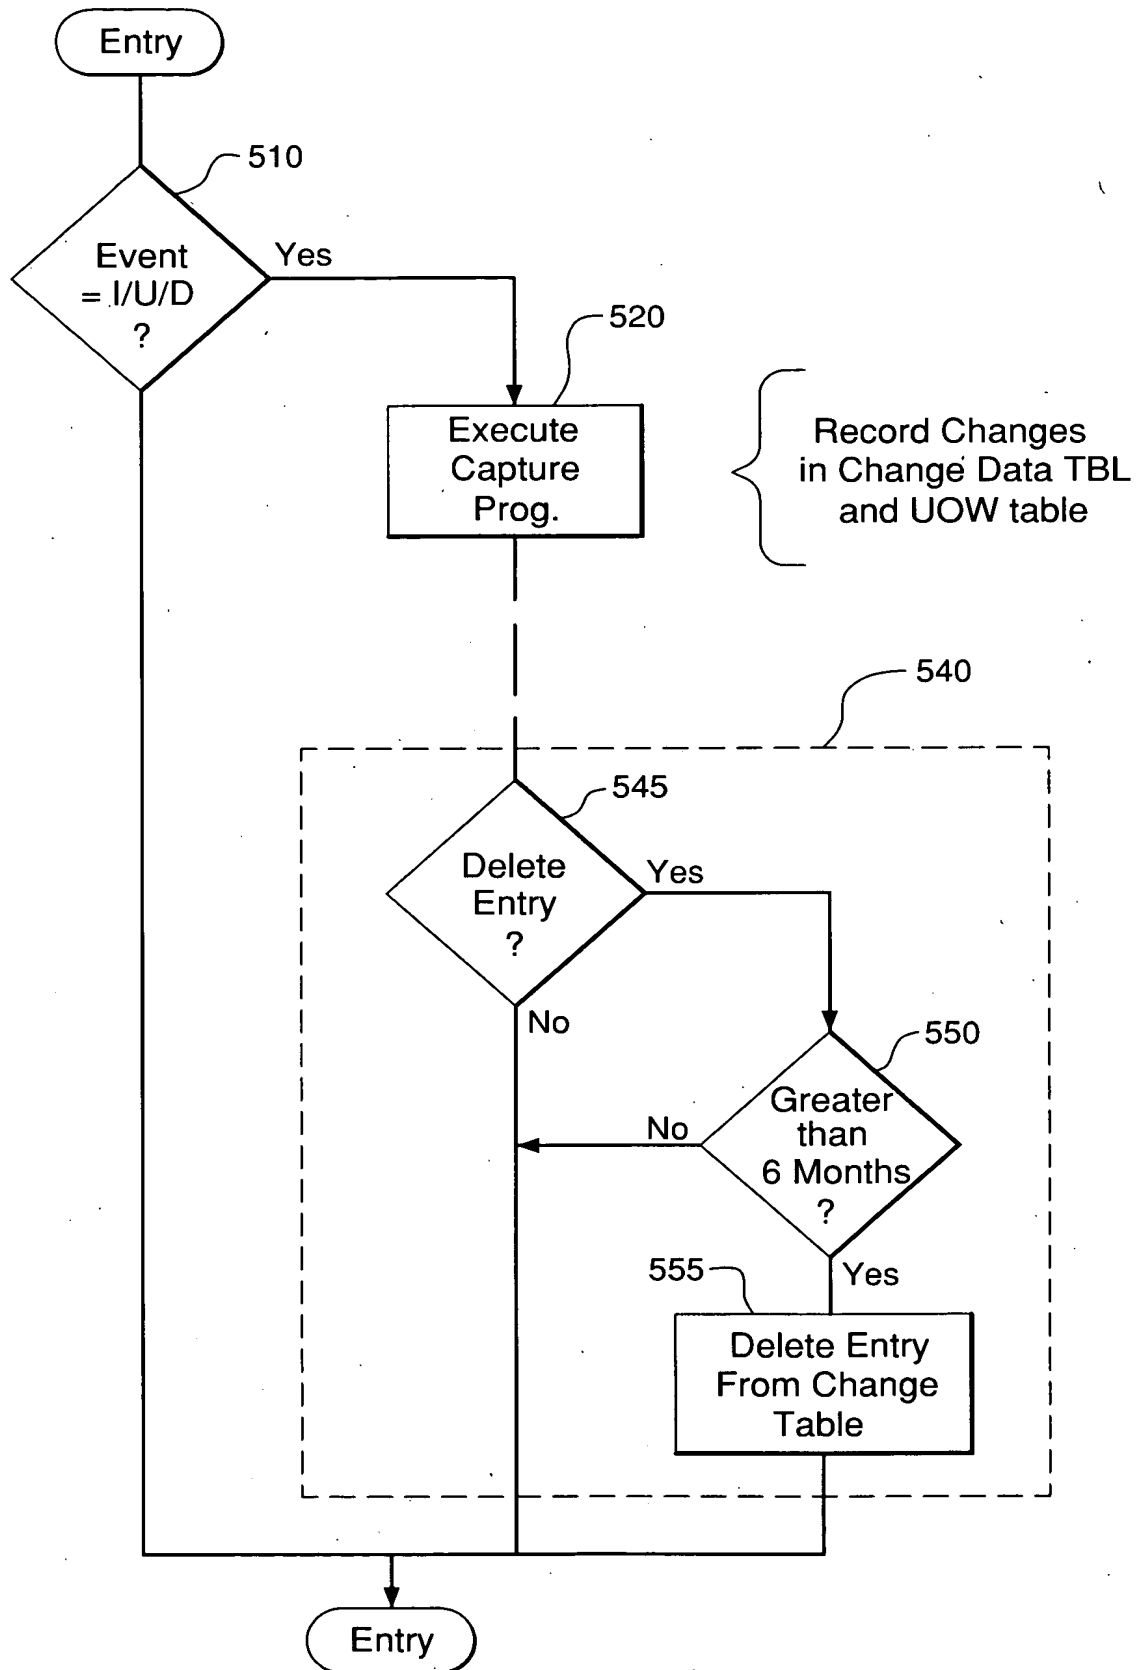 Entry
510
Event
= I/U/D
?
Yes
520
Execute
Capture
Prog.
Record Changes
in Change Data TBL
and UOW table
540
545
Delete
Entry
?
Yes
No
550
Greater
than
6 Months
?
No
Yes
555
Delete Entry
From Change
Table
Entry